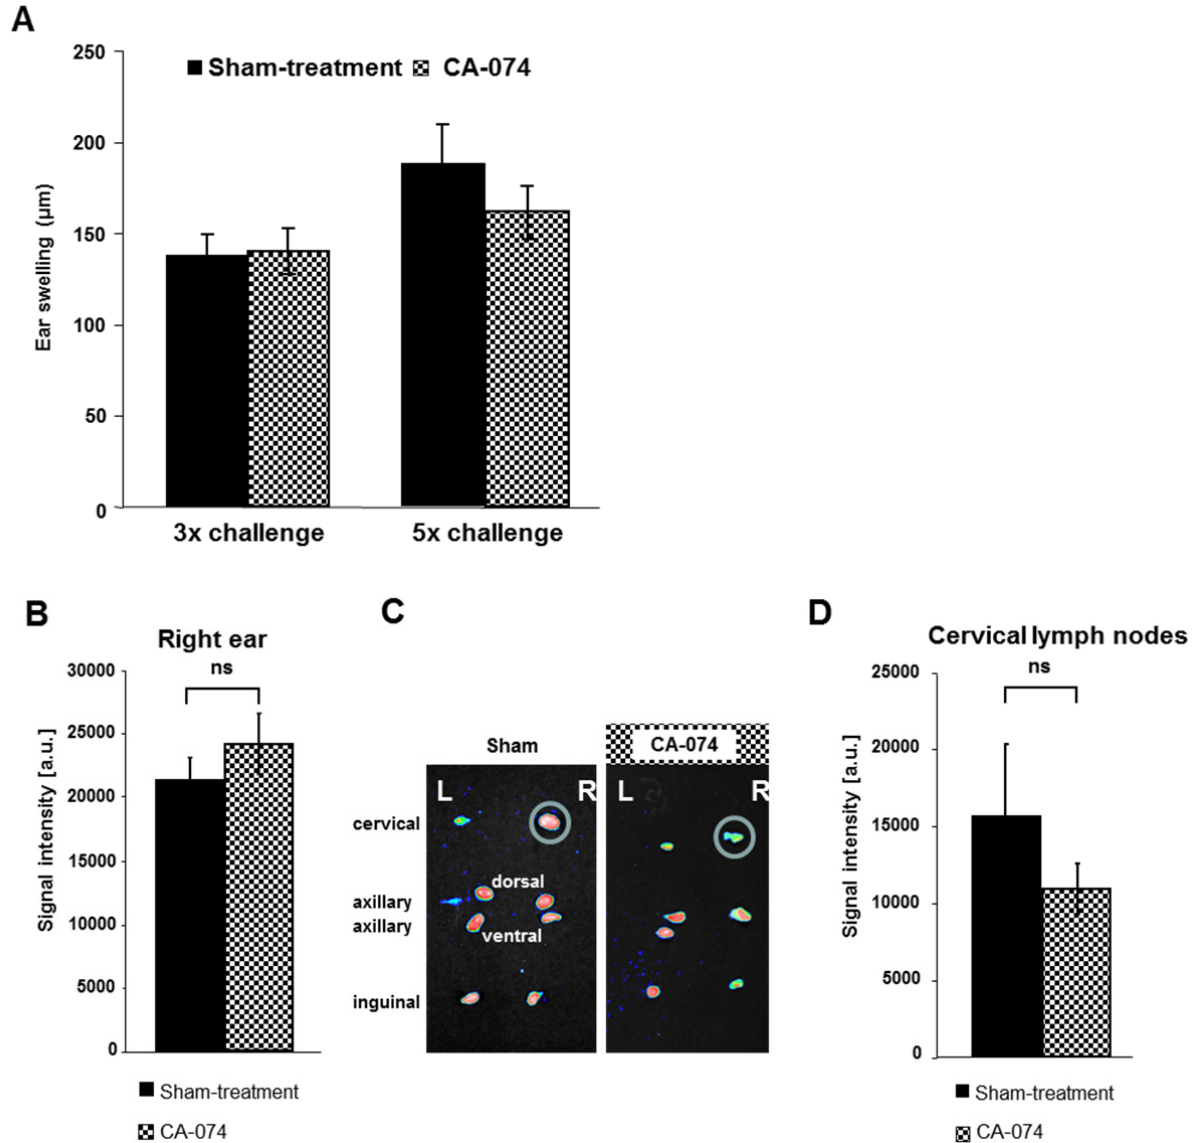 A
Sham-treatment CA-074
250
200
150
100
50
0
Ear swelling (µm)
3x challenge 5x challenge
B
Right ear
ns
30000
25000
20000
15000
10000
5000
0
Signal intensity [a.u.]
Sham-treatment
CA-074
C
Sham CA-074
L R L R
cervical
dorsal
axillary
axillary
ventral
inguinal
D
Cervical lymph nodes
ns
25000
20000
15000
10000
5000
0
Signal intensity [a.u.]
Sham-treatment
CA-074